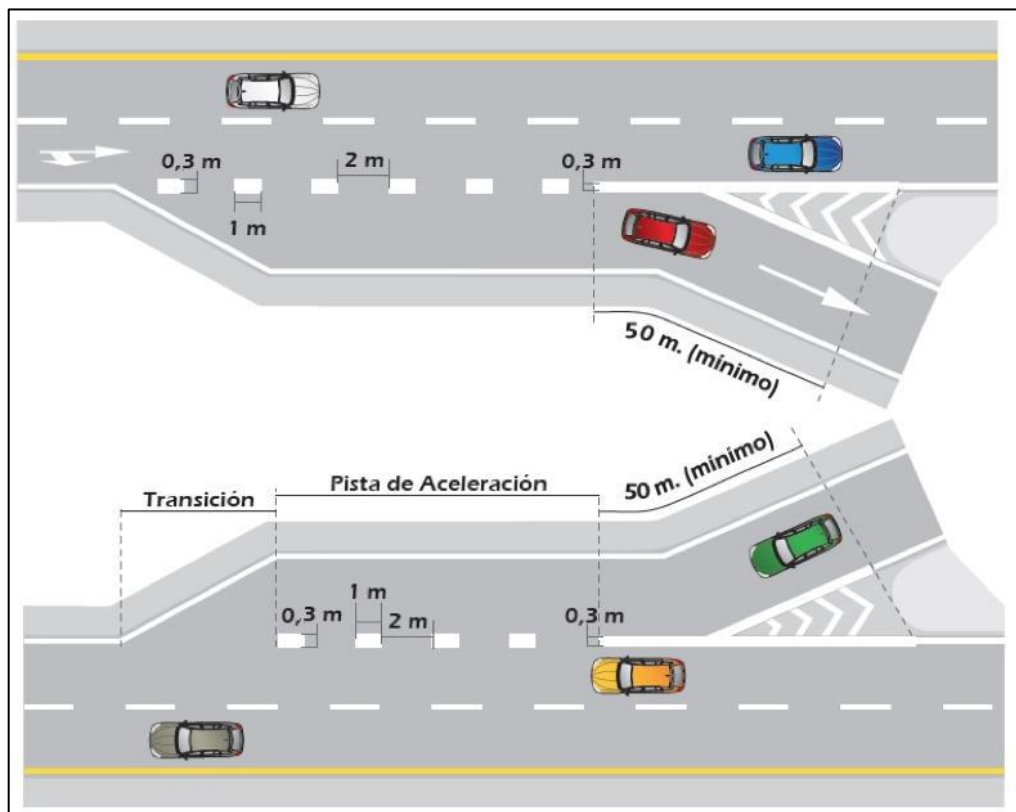 0,3 m
2 m
0,3 m
1 m
50 m. (mínimo)
50 m. (mínimo)
Transición
Pista de Aceleración
1 m
0,3 m
2 m
0,3 m